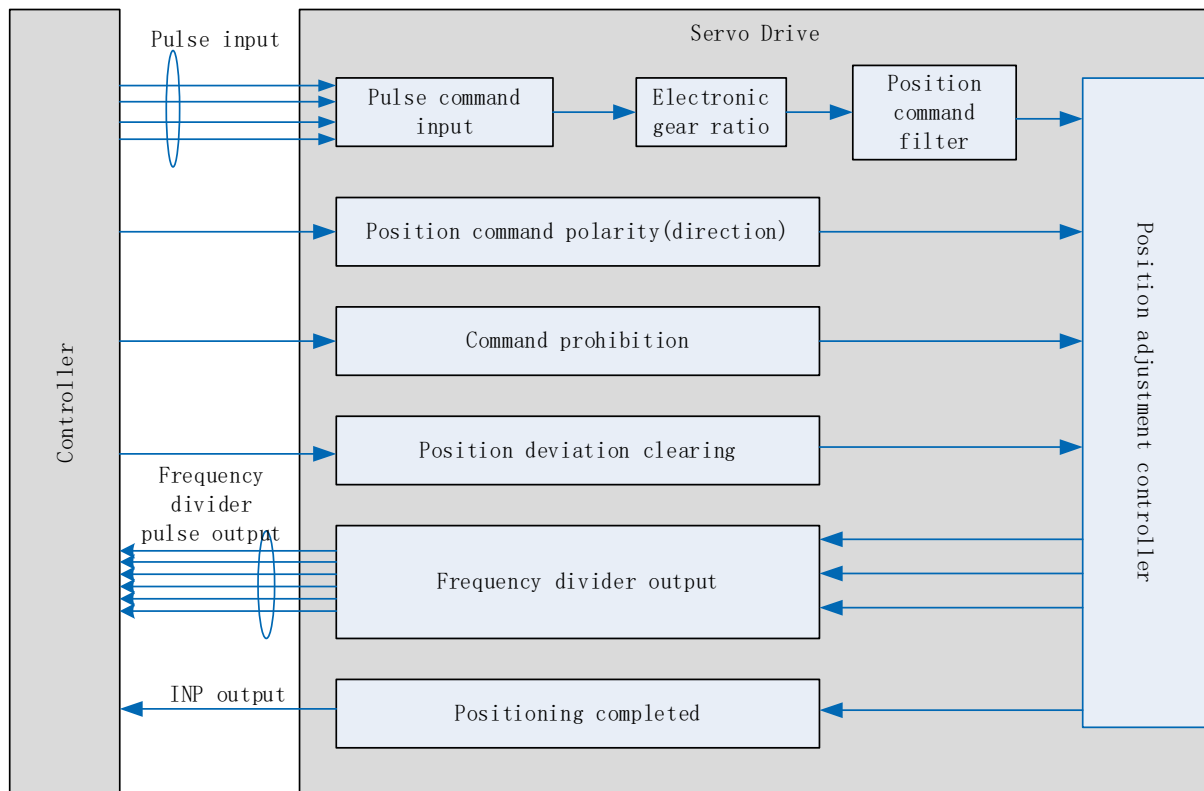 Pulse input
Servo Drive
Pulse command
input
Electronic
gear ratio
Position
command
filter
Position command polarity(direction)
Command prohibition
Position deviation clearing
Controller
Position adjustment controller
Frequency
divider
pulse output
Frequency divider output
INP output
Positioning completed